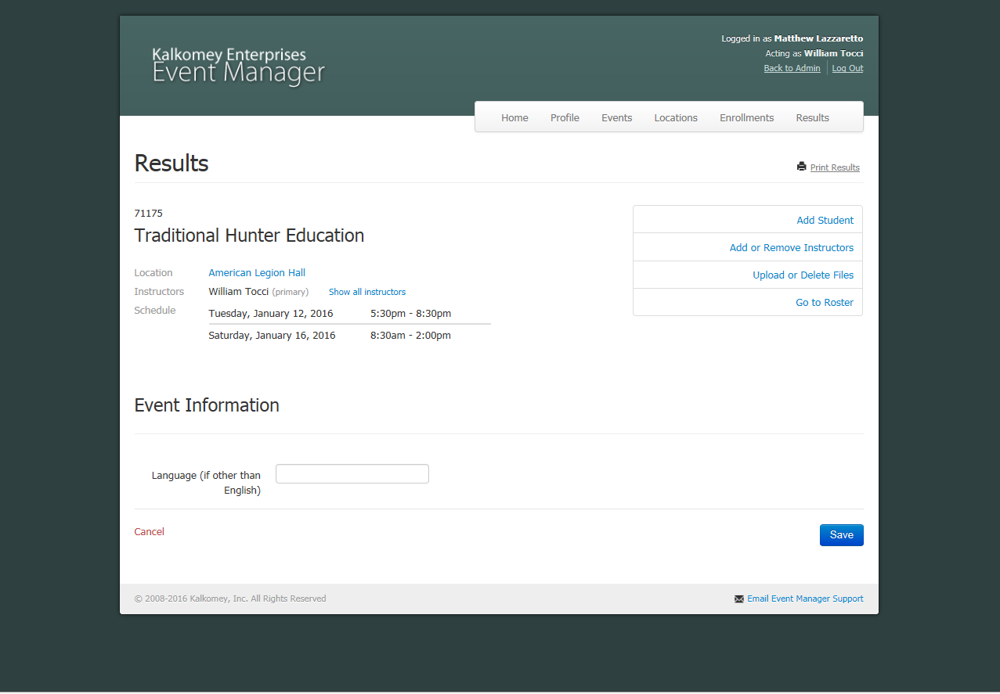 Logged in as Matthew Lazzaretto
Acting as William Tocci
Back to Admin Log Out
Kalkomey Enterprises
Event Manager
Home Profile Events Locations Enrollments Results
Results
Print Results
71175
Traditional Hunter Education
Location American Legion Hall
Instructors William Tocci (primary) Show all instructors
Schedule Tuesday, January 12, 2016 5:30pm - 8:30pm
Saturday, January 16, 2016 8:30am - 2:00pm
Add Student
Add or Remove Instructors
Upload or Delete Files
Go to Roster
Event Information
Language (if other than
English)
Cancel
Save
© 2008-2016 Kalkomey, Inc. All Rights Reserved
Email Event Manager Support